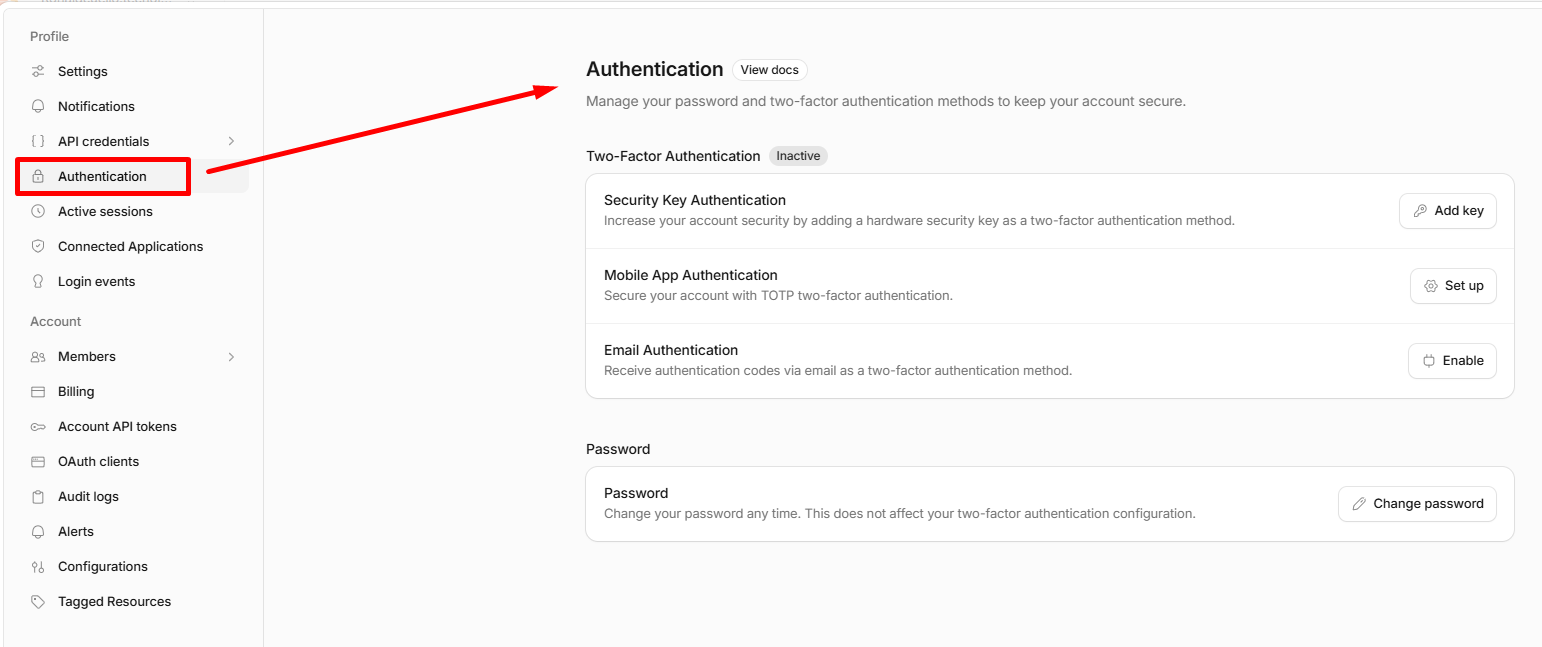 Profile
Settings
Notifications
API credentials
Authentication
Active sessions
Connected Applications
Login events
Account
Members
Billing
Account API tokens
OAuth clients
Audit logs
Alerts
Configurations
Tagged Resources
Authentication View docs
Manage your password and two-factor authentication methods to keep your account secure.
Two-Factor Authentication Inactive
Security Key Authentication
Increase your account security by adding a hardware security key as a two-factor authentication method.
Add key
Mobile App Authentication
Secure your account with TOTP two-factor authentication.
Set up
Email Authentication
Receive authentication codes via email as a two-factor authentication method.
Enable
Password
Password
Change your password any time. This does not affect your two-factor authentication configuration.
Change password